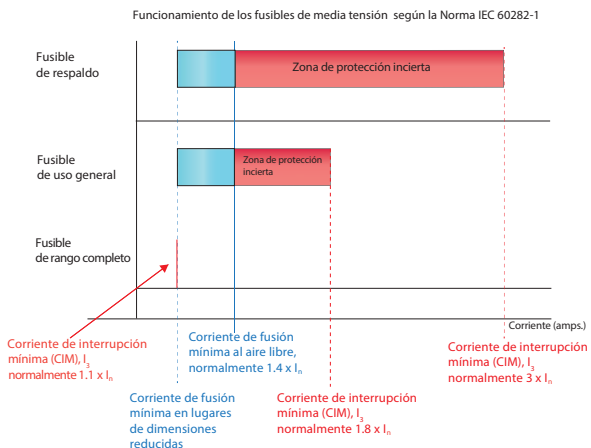 Funcionamiento de los fusibles de media tensión según la Norma IEC 60282-1
Fusible
de respaldo
Zona de protección incierta
Fusible
de uso general
Zona de protección
incierta
Fusible
de rango completo
Corriente (amps.)
Corriente de interrupción
mínima (CIM), I₃
normalmente 1.1 x Iₙ
Corriente de fusión
mínima al aire libre,
normalmente 1.4 x Iₙ
Corriente de interrupción
mínima (CIM), I₃
normalmente 3 x Iₙ
Corriente de fusión
mínima en lugares
de dimensiones
reducidas
Corriente de interrupción
mínima (CIM), I₃
normalmente 1.8 x Iₙ